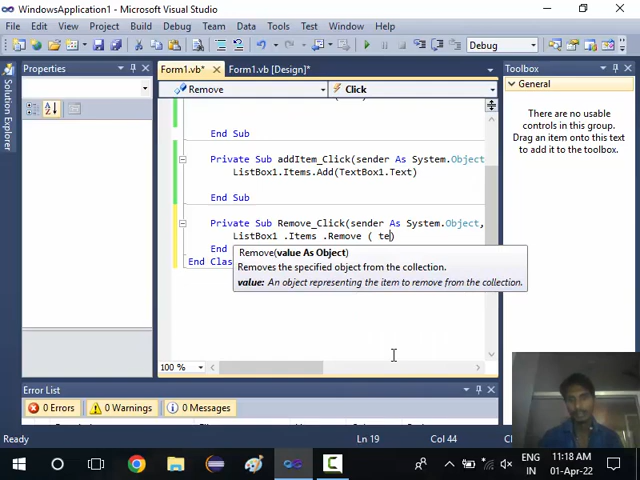 WindowsApplication1 - Microsoft Visual Studio
File Edit View Project Build Debug Team Data Tools Test Window Help
Debug
Solution Explorer
Properties
Form1.vb* Form1.vb [Design]*
Toolbox
Remove Click
General
There are no usable controls in this group. Drag an item onto this text to add it to the toolbox.
End Sub
Private Sub addItem_Click(sender As System.Object
ListBox1.Items.Add(TextBox1.Text)
End Sub
Private Sub Remove_Click(sender As System.Object,
ListBox1 .Items .Remove ( te)
End
End Clas
Remove(value As Object)
Removes the specified object from the collection.
value: An object representing the item to remove from the collection.
100 %
Error List
0 Errors 0 Warnings 0 Messages
Ready Ln 19 Col 44
ENG
IN
11:18 AM
01-Apr-22